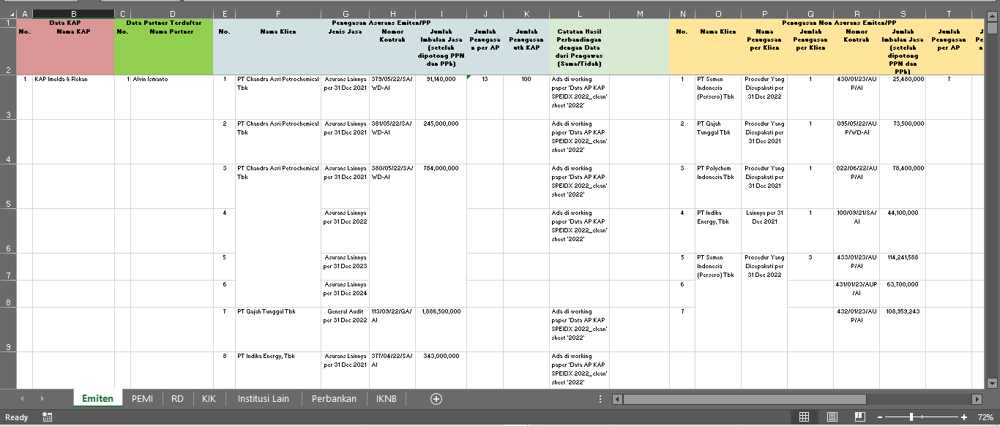 A B C D E F G H I J K L M N O P Q R S T
1 Data KAP Data Partner Terdaftar Penugasan Asurans Emiten/PP Penugasan Non Asurans Emiten/PP
2 No. Nama KAP No. Nama Partner No. Nama Klien Jenis Jasa Nomor Kontrak Jumlah Imbalan Jasa (setelah dipotong PPN dan PPh) Jumlah Penugasan per AP Jumlah Penugasan utk KAP Catatan Hasil Perbandingan dengan Data dari Pengawas (Sama/Tidak) No. Nama Klien Nama Penugasan per Klien Jumlah Penugasan per Klien Nomor Kontrak Jumlah Imbalan Jasa (setelah dipotong PPN dan PPh) Jumlah Penugasan per AP
3 1 KAP Imelda & Rekan 1 Alvin Ismanto 1 PT Chandra Asri Petrochemical Tbk Asurans Lainnya per 31 Dec 2021 379/05/22/SA/WD-AI 91,140,000 13 100 Ada di working paper 'Data AP KAP SPEIDX 2022_clean' sheet '2022' 1 PT Semen Indonesia (Persero) Tbk Prosedur Yang Disepakati per 31 Dec 2022 1 430/01/23/AUP/AI 25,480,000 7
4 2 PT Chandra Asri Petrochemical Tbk Asurans Lainnya per 31 Dec 2021 381/05/22/SA/WD-AI 245,000,000 Ada di working paper 'Data AP KAP SPEIDX 2022_clean' sheet '2022' 2 PT Gajah Tunggal Tbk Prosedur Yang Disepakati per 31 Dec 2021 1 095/05/22/AUP/WD-AI 73,500,000
5 3 PT Chandra Asri Petrochemical Tbk Asurans Lainnya per 31 Dec 2021 380/05/22/SA/WD-AI 784,000,000 Ada di working paper 'Data AP KAP SPEIDX 2022_clean' sheet '2022' 3 PT Polychem Indonesia Tbk Prosedur Yang Disepakati per 31 Dec 2021 1 022/06/22/AUP/AI 78,400,000
6 4 Asurans Lainnya per 31 Dec 2022 Ada di working paper 'Data AP KAP SPEIDX 2022_clean' sheet '2022' 4 PT Indika Energy, Tbk Lainnya per 31 Dec 2021 1 100/09/21/SA/AI 44,100,000
7 5 Asurans Lainnya per 31 Dec 2023 5 PT Semen Indonesia (Persero) Tbk Prosedur Yang Disepakati per 31 Dec 2022 3 433/01/23/AUP/AI 114,241,588
8 6 Asurans Lainnya per 31 Dec 2024 6 431/01/23/AUP/AI 63,700,000
9 7 PT Gajah Tunggal Tbk General Audit per 31 Dec 2022 113/09/22/GA/AI 1,886,500,000 Ada di working paper 'Data AP KAP SPEIDX 2022_clean' sheet '2022' 7 432/01/23/AUP/AI 108,959,243
8 PT Indika Energy, Tbk Asurans Lainnya per 31 Dec 2021 377/04/22/SA/AI 343,000,000 Ada di working paper 'Data AP KAP SPEIDX 2022_clean' sheet '2022'
Emiten PEMI RD KIK Institusi Lain Perbankan IKNB
Ready 72%